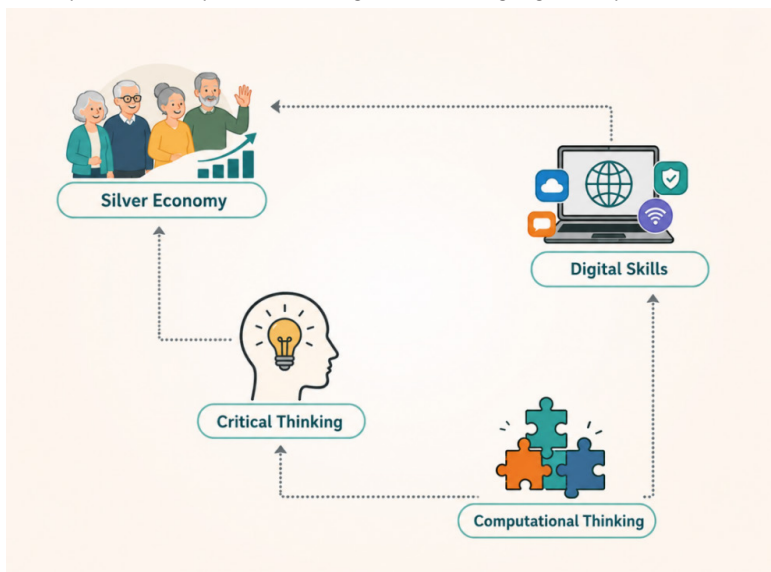 Silver Economy
Digital Skills
Critical Thinking
Computational Thinking